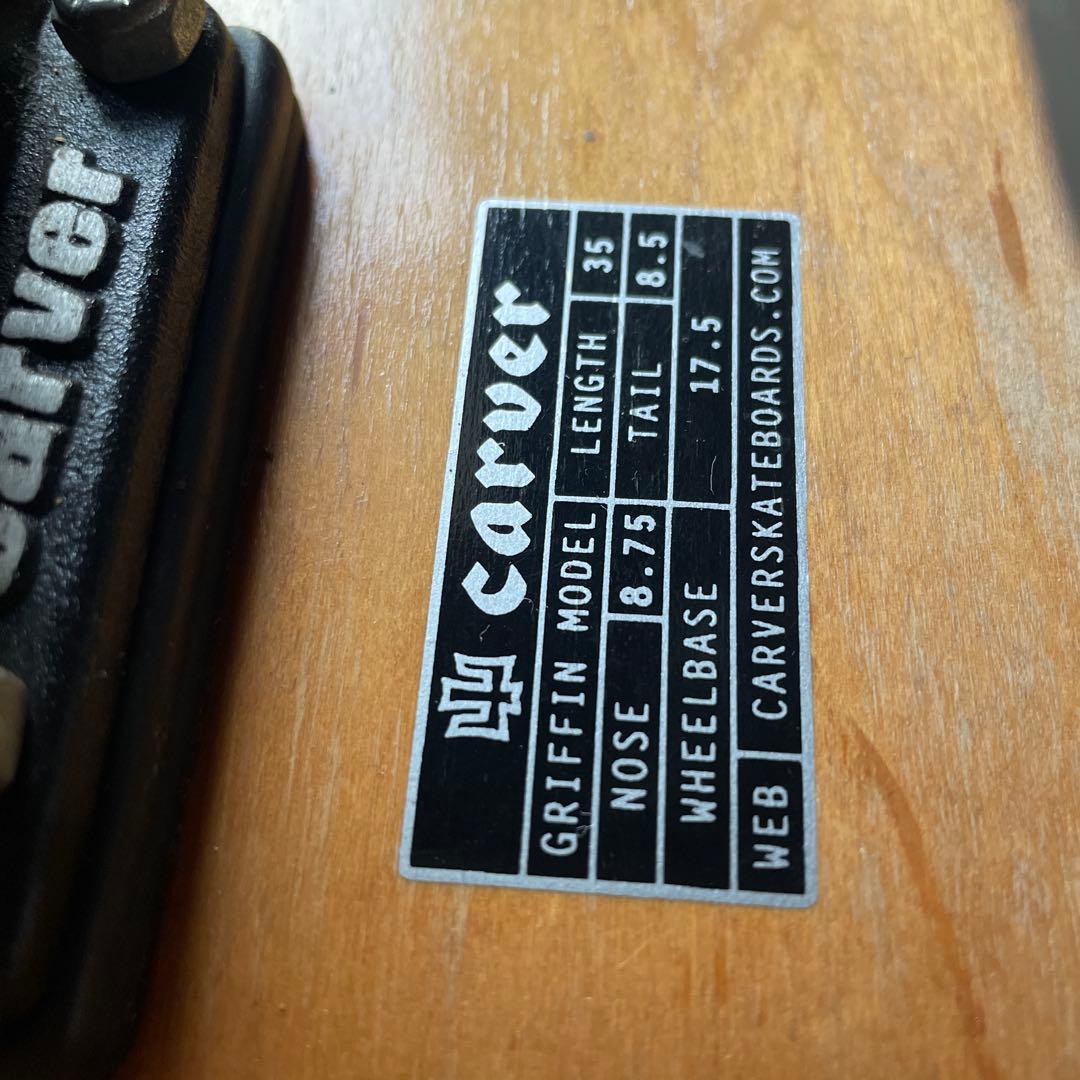 carver
carver
GRIFFIN MODEL LENGTH 35
NOSE 8.75 TAIL 8.5
WHEELBASE 17.5
WEB CARVERSKATEBOARDS.COM